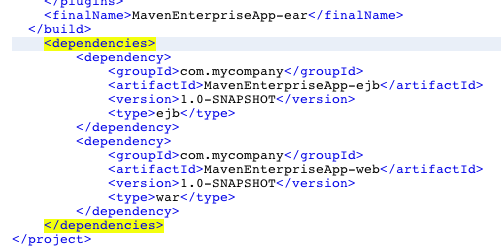 </plugins>
<finalName>MavenEnterpriseApp-ear</finalName>
</build>
<dependencies>
<dependency>
<groupId>com.mycompany</groupId>
<artifactId>MavenEnterpriseApp-ejb</artifactId>
<version>1.0-SNAPSHOT</version>
<type>ejb</type>
</dependency>
<dependency>
<groupId>com.mycompany</groupId>
<artifactId>MavenEnterpriseApp-web</artifactId>
<version>1.0-SNAPSHOT</version>
<type>war</type>
</dependency>
</dependencies>
</project>